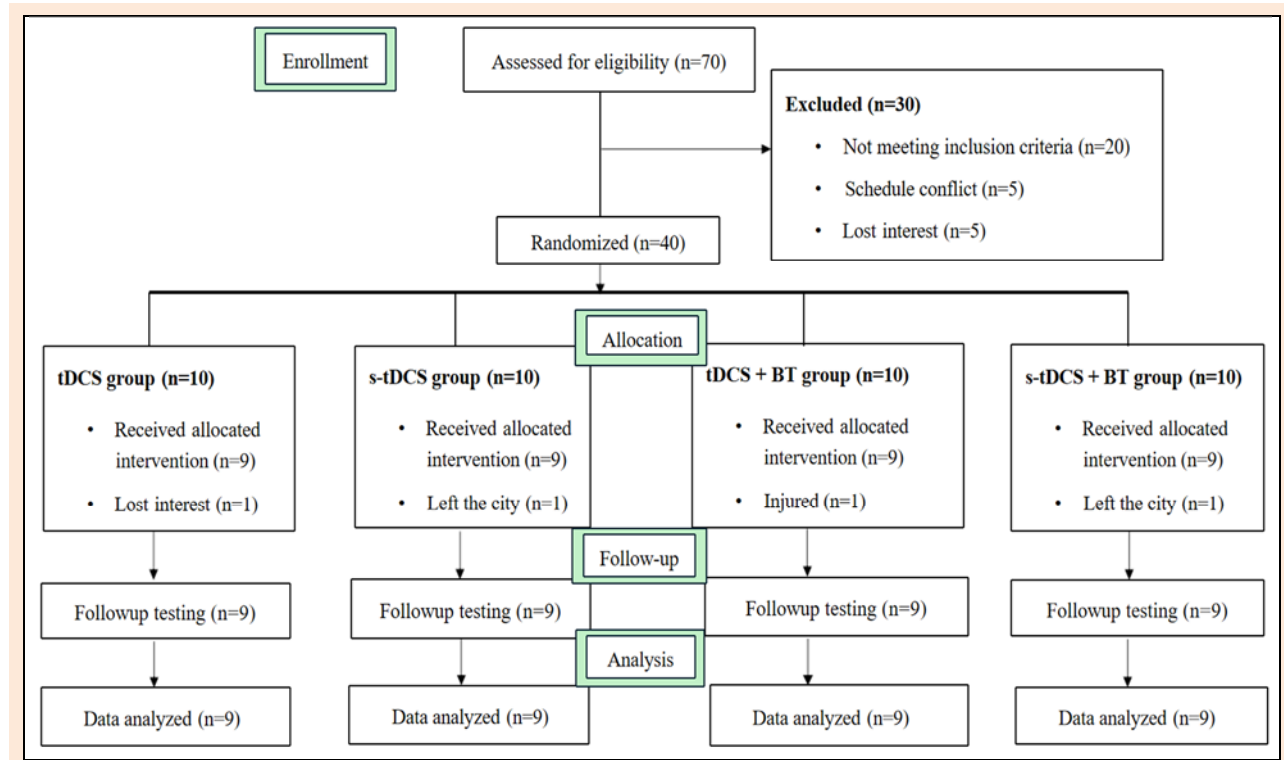 Enrollment
Assessed for eligibility (n=70)
Excluded (n=30)
• Not meeting inclusion criteria (n=20)
• Schedule conflict (n=5)
• Lost interest (n=5)
Randomized (n=40)
Allocation
tDCS group (n=10)
• Received allocated
intervention (n=9)
• Lost interest (n=1)
s-tDCS group (n=10)
• Received allocated
intervention (n=9)
• Left the city (n=1)
tDCS + BT group (n=10)
• Received allocated
intervention (n=9)
• Injured (n=1)
s-tDCS + BT group (n=10)
• Received allocated
intervention (n=9)
• Left the city (n=1)
Follow-up
Followup testing (n=9)
Followup testing (n=9)
Followup testing (n=9)
Followup testing (n=9)
Analysis
Data analyzed (n=9)
Data analyzed (n=9)
Data analyzed (n=9)
Data analyzed (n=9)